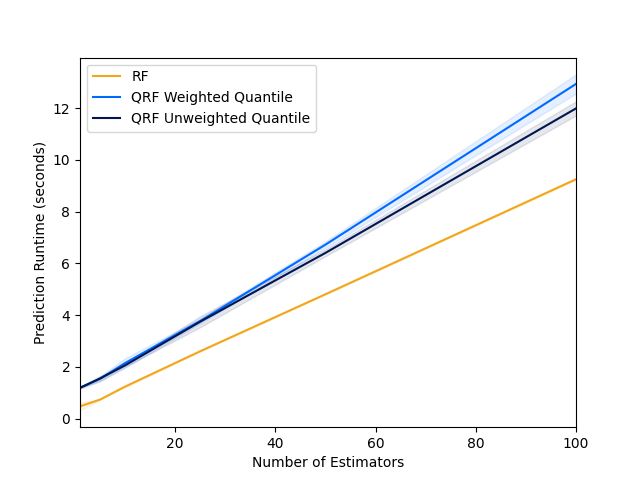 RF
QRF Weighted Quantile
QRF Unweighted Quantile
12
10
8
6
4
2
0
Prediction Runtime (seconds)
20 40 60 80 100
Number of Estimators